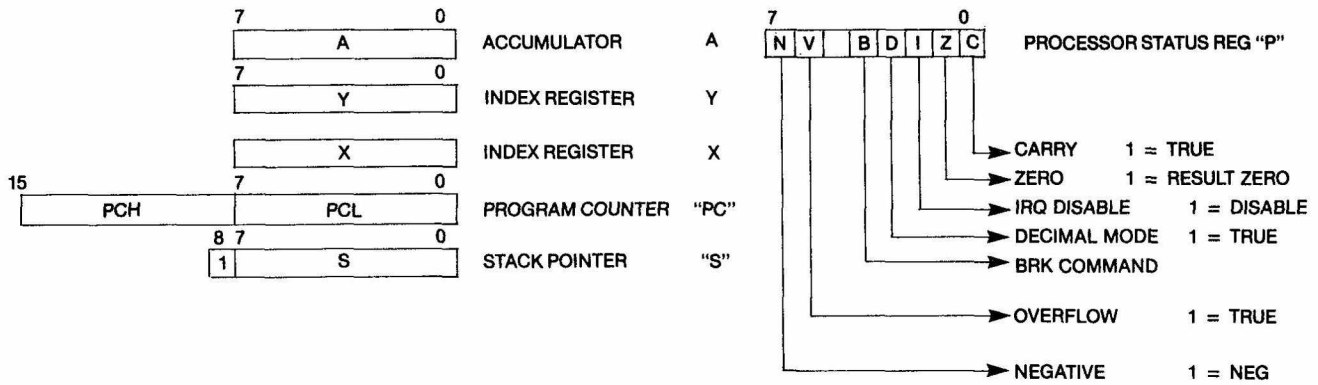 7 0
A ACCUMULATOR A
7 0
Y INDEX REGISTER Y
X INDEX REGISTER X
15 7 0
PCH PCL PROGRAM COUNTER "PC"
8 7 0
1 S STACK POINTER "S"
7 0
N V B D I Z C PROCESSOR STATUS REG "P"
CARRY 1 = TRUE
ZERO 1 = RESULT ZERO
IRQ DISABLE 1 = DISABLE
DECIMAL MODE 1 = TRUE
BRK COMMAND
OVERFLOW 1 = TRUE
NEGATIVE 1 = NEG